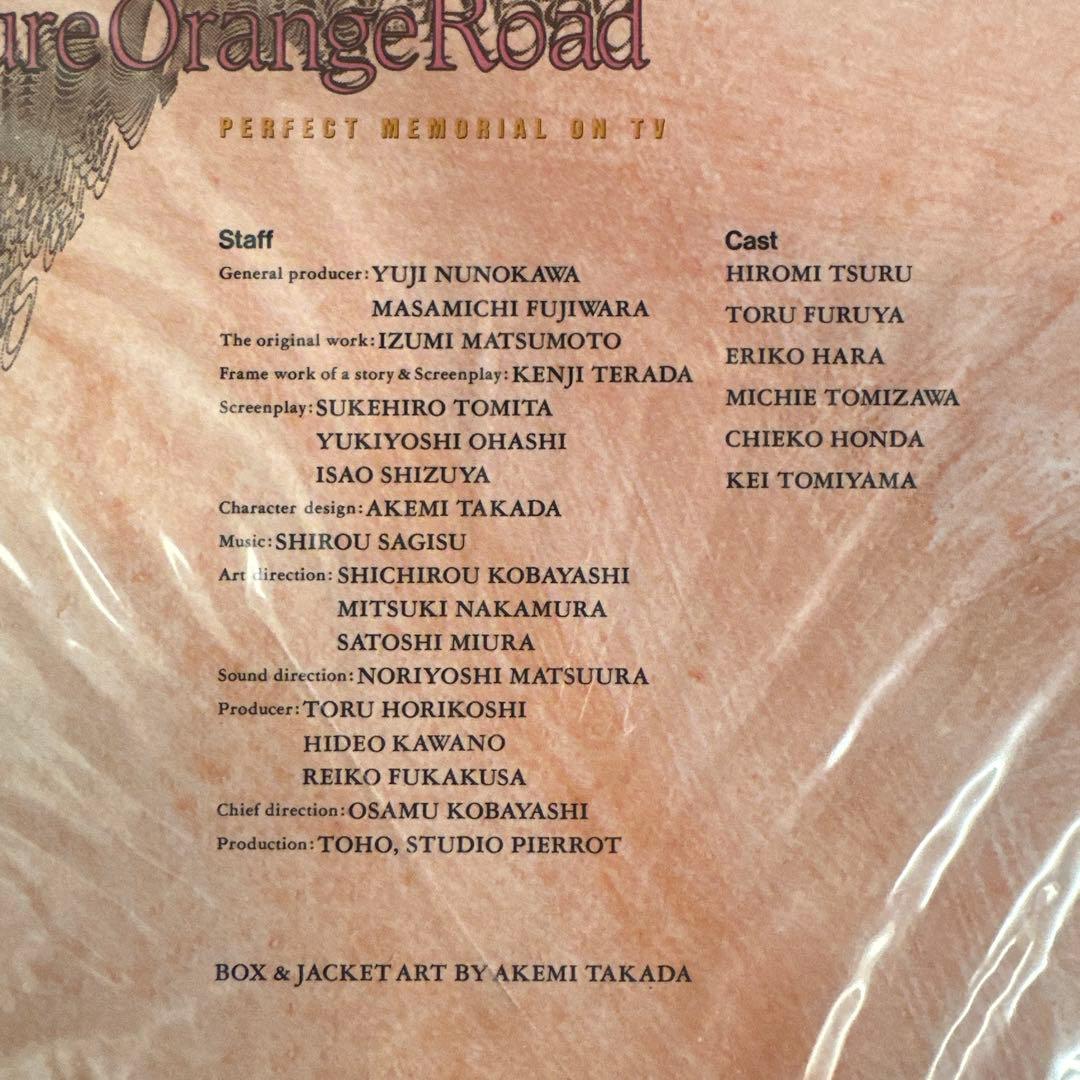 ure Orange Road
PERFECT MEMORIAL ON TV
Staff
General producer: YUJI NUNOKAWA
MASAMICHI FUJIWARA
The original work: IZUMI MATSUMOTO
Frame work of a story & Screenplay: KENJI TERADA
Screenplay: SUKEHIRO TOMITA
YUKIYOSHI OHASHI
ISAO SHIZUYA
Character design: AKEMI TAKADA
Music: SHIROU SAGISU
Art direction: SHICHIROU KOBAYASHI
MITSUKI NAKAMURA
SATOSHI MIURA
Sound direction: NORIYOSHI MATSUURA
Producer: TORU HORIKOSHI
HIDEO KAWANO
REIKO FUKAKUSA
Chief direction: OSAMU KOBAYASHI
Production: TOHO, STUDIO PIERROT
Cast
HIROMI TSURU
TORU FURUYA
ERIKO HARA
MICHIE TOMIZAWA
CHIEKO HONDA
KEI TOMIYAMA
BOX & JACKET ART BY AKEMI TAKADA